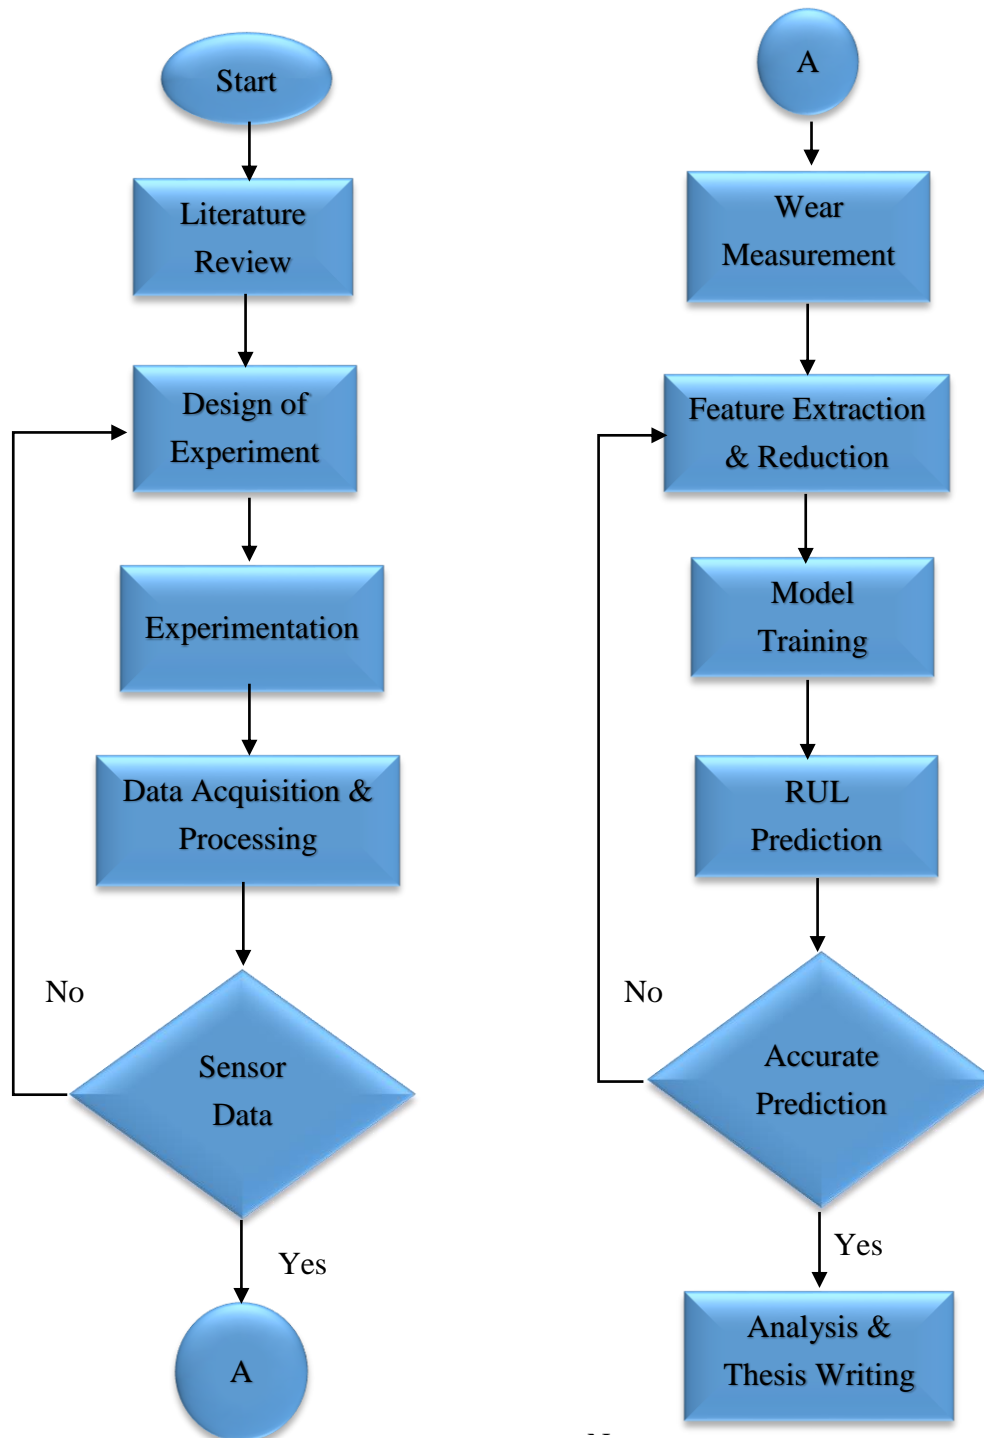 Start
Literature
Review
Design of
Experiment
Experimentation
Data Acquisition &
Processing
No
Sensor
Data
Yes
A
A
Wear
Measurement
Feature Extraction
& Reduction
Model
Training
RUL
Prediction
No
Accurate
Prediction
Yes
Analysis &
Thesis Writing